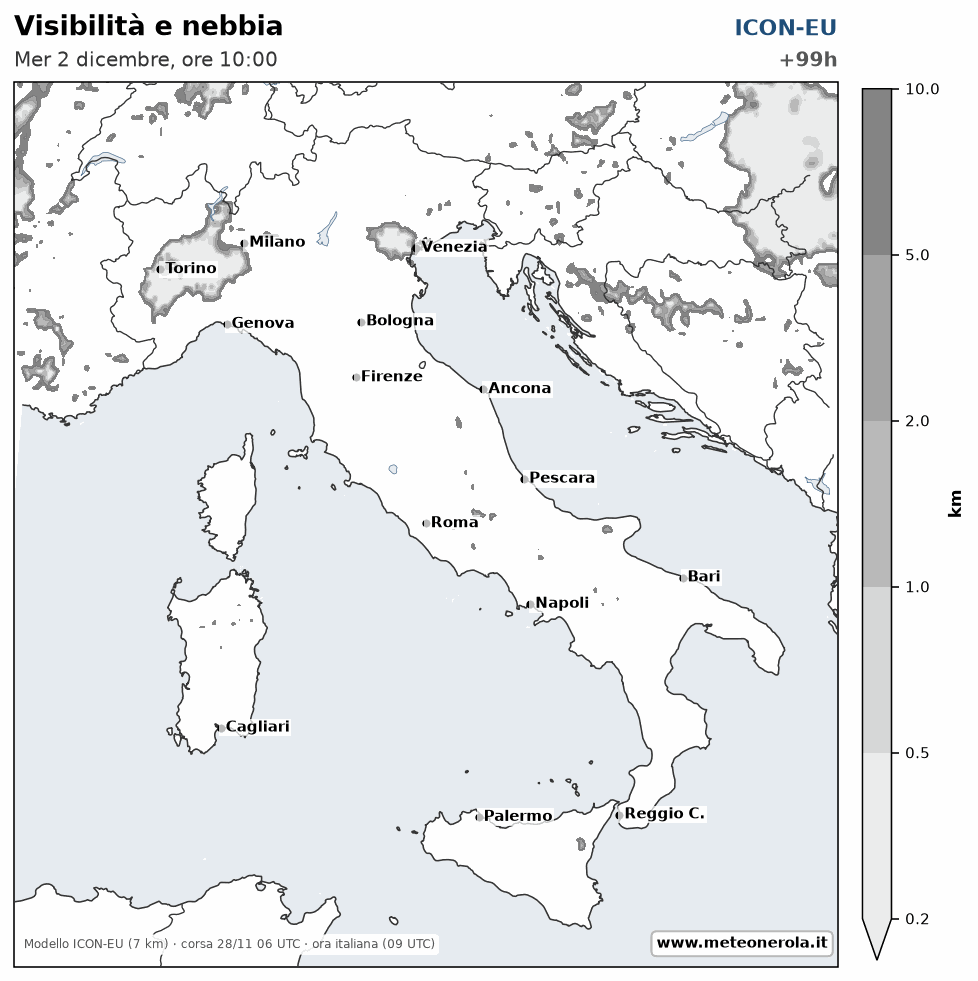 Visibilità e nebbia
ICON-EU
Mer 2 dicembre, ore 10:00
+99h
10.0
5.0
2.0
1.0
0.5
0.2
km
Milano
Venezia
Torino
Genova
Bologna
Firenze
Ancona
Pescara
Roma
Bari
Napoli
Cagliari
Palermo
Reggio C.
Modello ICON-EU (7 km) · corsa 28/11 06 UTC · ora italiana (09 UTC)
www.meteonerola.it